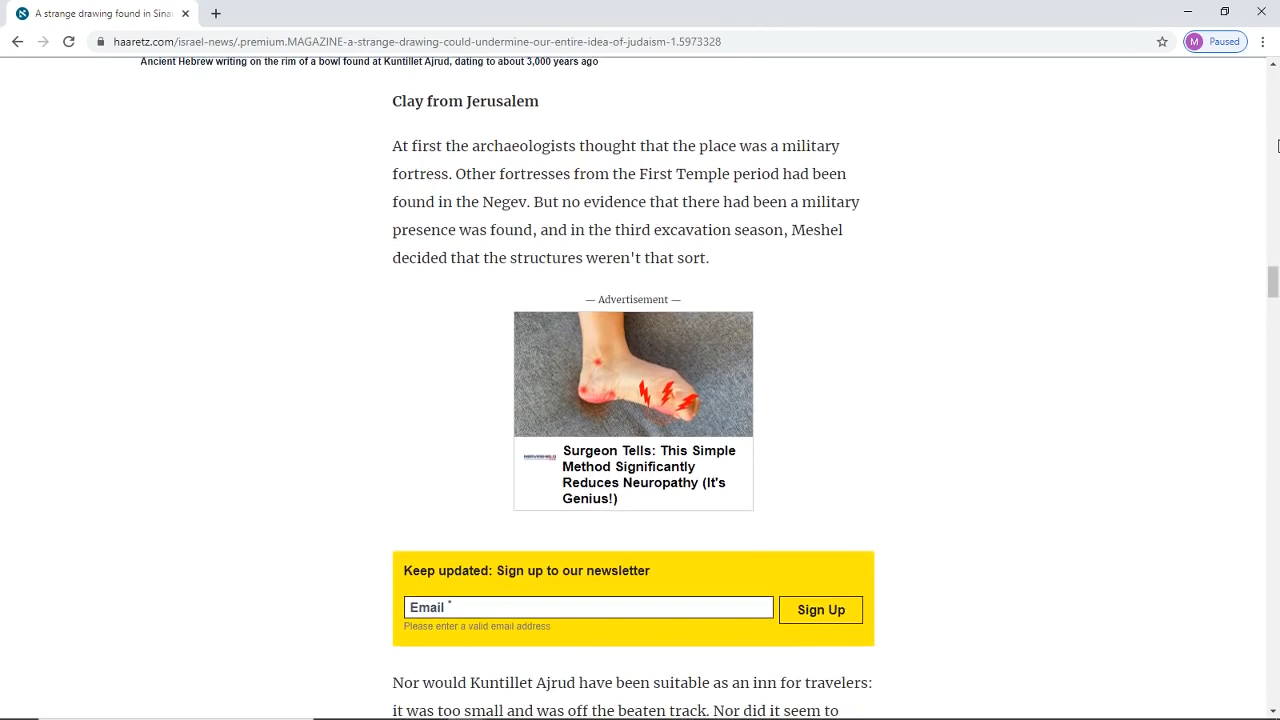 A strange drawing found in Sina
haaretz.com/israel-news/.premium.MAGAZINE-a-strange-drawing-could-undermine-our-entire-idea-of-judaism-1.5973328
M Paused
Ancient Hebrew writing on the rim of a bowl found at Kuntillet Ajrud, dating to about 3,000 years ago
Clay from Jerusalem
At first the archaeologists thought that the place was a military
fortress. Other fortresses from the First Temple period had been
found in the Negev. But no evidence that there had been a military
presence was found, and in the third excavation season, Meshel
decided that the structures weren't that sort.
— Advertisement —
Surgeon Tells: This Simple
Method Significantly
Reduces Neuropathy (It's
Genius!)
Keep updated: Sign up to our newsletter
Email *
Sign Up
Please enter a valid email address
Nor would Kuntillet Ajrud have been suitable as an inn for travelers:
it was too small and was off the beaten track. Nor did it seem to